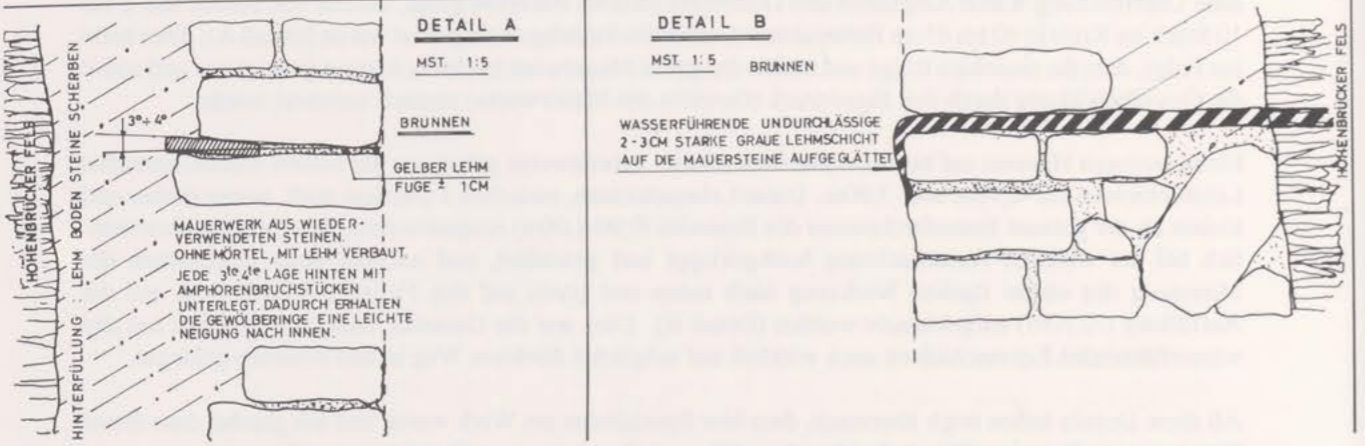 DETAIL A
MST. 1:5
BRUNNEN
GELBER LEHM
FUGE ± 1CM
3°÷4°
HÖHENBRÜCKER FELS
HINTERFÜLLUNG : LEHM BODEN STEINE SCHERBEN
MAUERWERK AUS WIEDER-
VERWENDETEN STEINEN.
OHNE MÖRTEL, MIT LEHM VERBAUT.
JEDE 3te 4te LAGE HINTEN MIT
AMPHORENBRUCHSTÜCKEN
UNTERLEGT. DADURCH ERHALTEN
DIE GEWÖLBERINGE EINE LEICHTE
NEIGUNG NACH INNEN.
DETAIL B
MST. 1:5 BRUNNEN
WASSERFÜHRENDE UNDURCHLÄSSIGE
2-3CM STARKE GRAUE LEHMSCHICHT
AUF DIE MAUERSTEINE AUFGEGLÄTTET
HÖHENBRÜCKER FELS